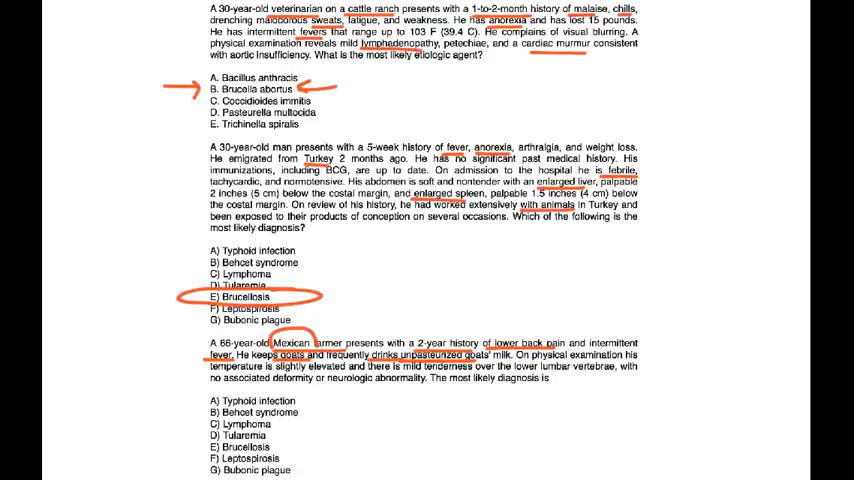 A 30-year-old veterinarian on a cattle ranch presents with a 1-to-2-month history of malaise, chills,
drenching malodorous sweats, fatigue, and weakness. He has anorexia and has lost 15 pounds.
He has intermittent fevers that range up to 103 F (39.4 C). He complains of visual blurring. A
physical examination reveals mild lymphadenopathy, petechiae, and a cardiac murmur consistent
with aortic insufficiency. What is the most likely etiologic agent?
A. Bacillus anthracis
B. Brucella abortus
C. Coccidioides immitis
D. Pasteurella multocida
E. Trichinella spiralis
A 30-year-old man presents with a 5-week history of fever, anorexia, arthralgia, and weight loss.
He emigrated from Turkey 2 months ago. He has no significant past medical history. His
immunizations, including BCG, are up to date. On admission to the hospital he is febrile,
tachycardic, and normotensive. His abdomen is soft and nontender with an enlarged liver, palpable
2 inches (5 cm) below the costal margin, and enlarged spleen, palpable 1.5 inches (4 cm) below
the costal margin. On review of his history, he had worked extensively with animals in Turkey and
been exposed to their products of conception on several occasions. Which of the following is the
most likely diagnosis?
A) Typhoid infection
B) Behcet syndrome
C) Lymphoma
D) Tularemia
E) Brucellosis
F) Leptospirosis
G) Bubonic plague
A 66-year-old Mexican farmer presents with a 2-year history of lower back pain and intermittent
fever. He keeps goats and frequently drinks unpasteurized goats' milk. On physical examination his
temperature is slightly elevated and there is mild tenderness over the lower lumbar vertebrae, with
no associated deformity or neurologic abnormality. The most likely diagnosis is
A) Typhoid infection
B) Behcet syndrome
C) Lymphoma
D) Tularemia
E) Brucellosis
F) Leptospirosis
G) Bubonic plague